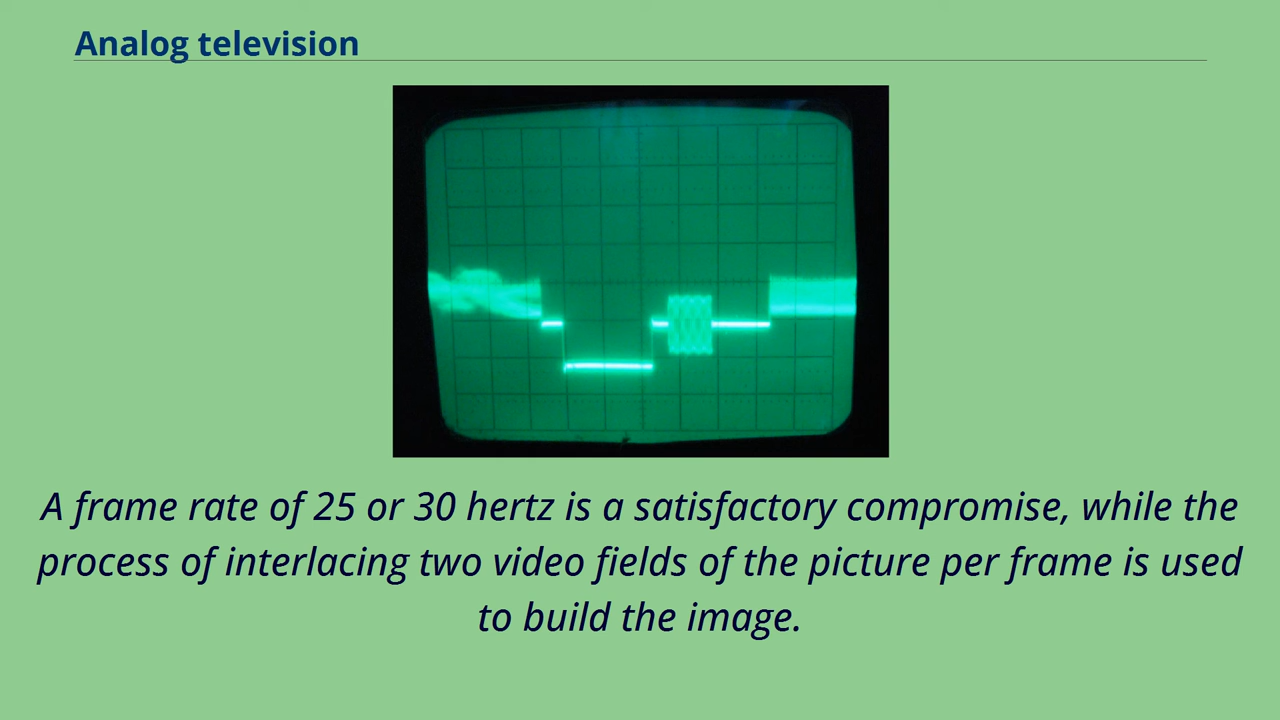 Analog television
A frame rate of 25 or 30 hertz is a satisfactory compromise, while the
process of interlacing two video fields of the picture per frame is used
to build the image.